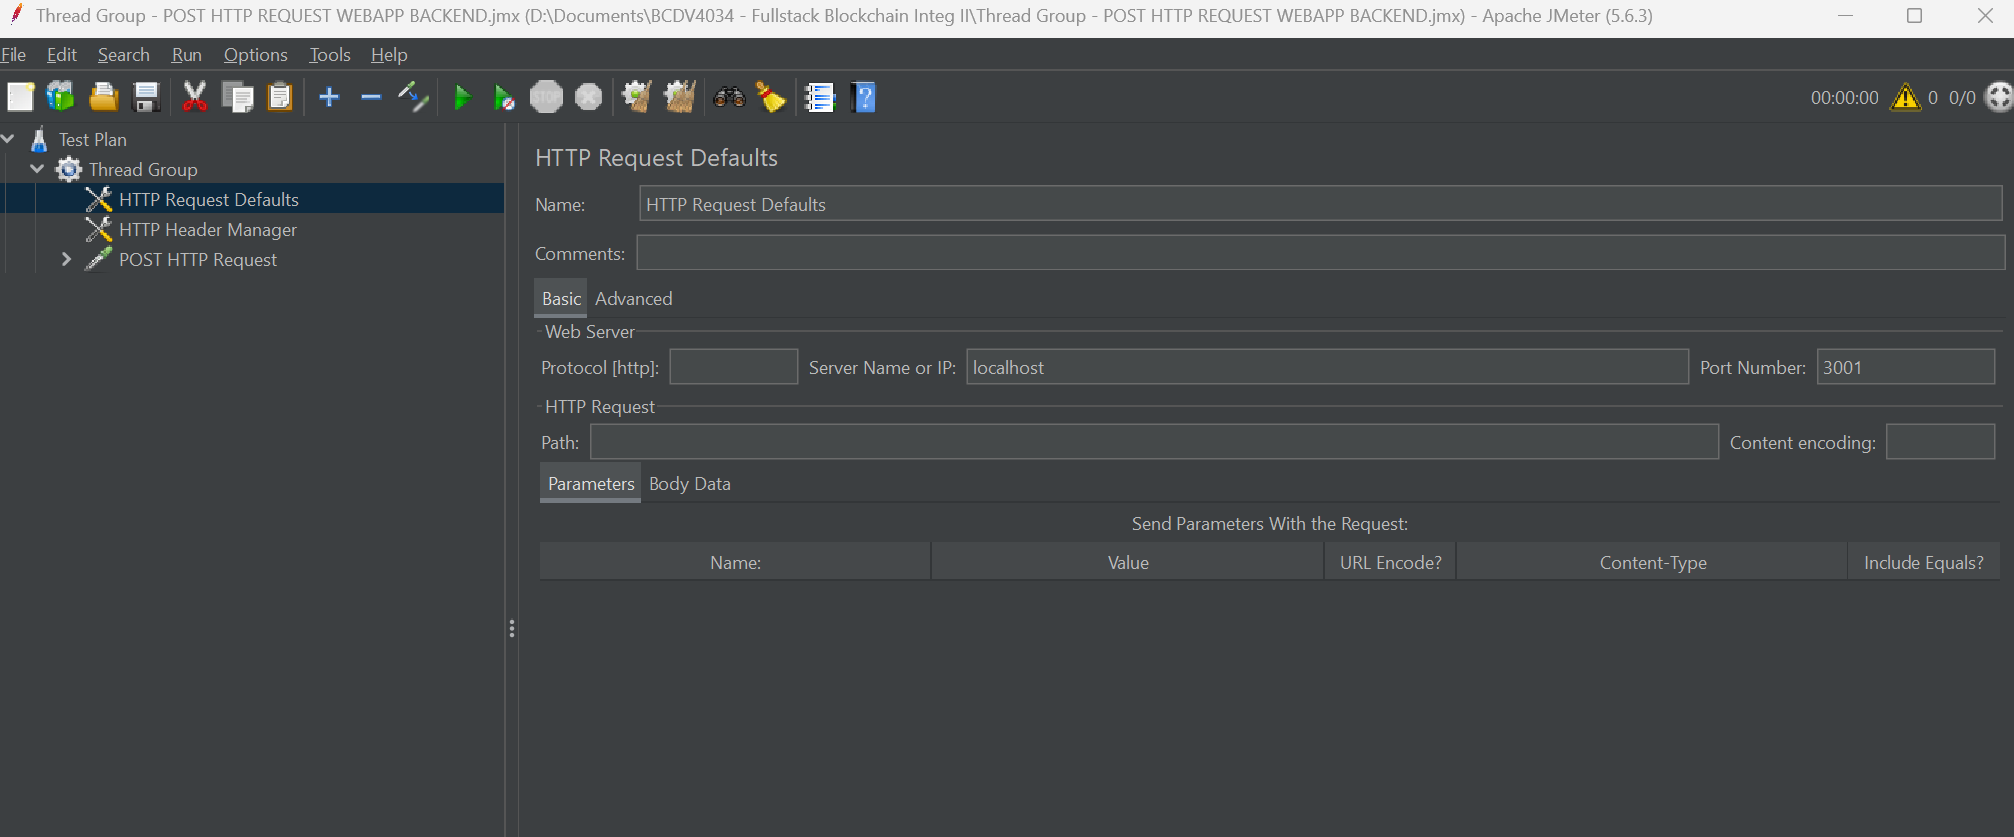 Thread Group - POST HTTP REQUEST WEBAPP BACKEND.jmx (D:\Documents\BCDV4034 - Fullstack Blockchain Integ II\Thread Group - POST HTTP REQUEST WEBAPP BACKEND.jmx) - Apache JMeter (5.6.3)
File Edit Search Run Options Tools Help
STOP ? 00:00:00 0 0/0
Test Plan
Thread Group
HTTP Request Defaults
HTTP Header Manager
POST HTTP Request
HTTP Request Defaults
Name: HTTP Request Defaults
Comments:
Basic Advanced
Web Server
Protocol [http]: Server Name or IP: localhost Port Number: 3001
HTTP Request
Path: Content encoding:
Parameters Body Data
Send Parameters With the Request:
Name: Value URL Encode? Content-Type Include Equals?